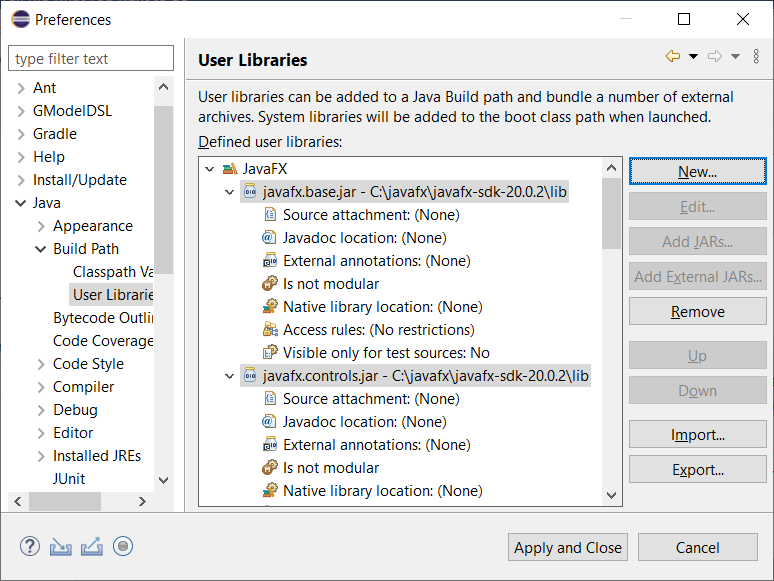 Preferences
type filter text
Ant
GModelDSL
Gradle
Help
Install/Update
Java
Appearance
Build Path
Classpath Va
User Librarie
Bytecode Outli
Code Coverage
Code Style
Compiler
Debug
Editor
Installed JREs
JUnit
User Libraries
User libraries can be added to a Java Build path and bundle a number of external
archives. System libraries will be added to the boot class path when launched.
Defined user libraries:
JavaFX
javafx.base.jar - C:\javafx\javafx-sdk-20.0.2\lib
Source attachment: (None)
Javadoc location: (None)
External annotations: (None)
Is not modular
Native library location: (None)
Access rules: (No restrictions)
Visible only for test sources: No
javafx.controls.jar - C:\javafx\javafx-sdk-20.0.2\lib
Source attachment: (None)
Javadoc location: (None)
External annotations: (None)
Is not modular
Native library location: (None)
New...
Edit...
Add JARs...
Add External JARs...
Remove
Up
Down
Import...
Export...
Apply and Close
Cancel